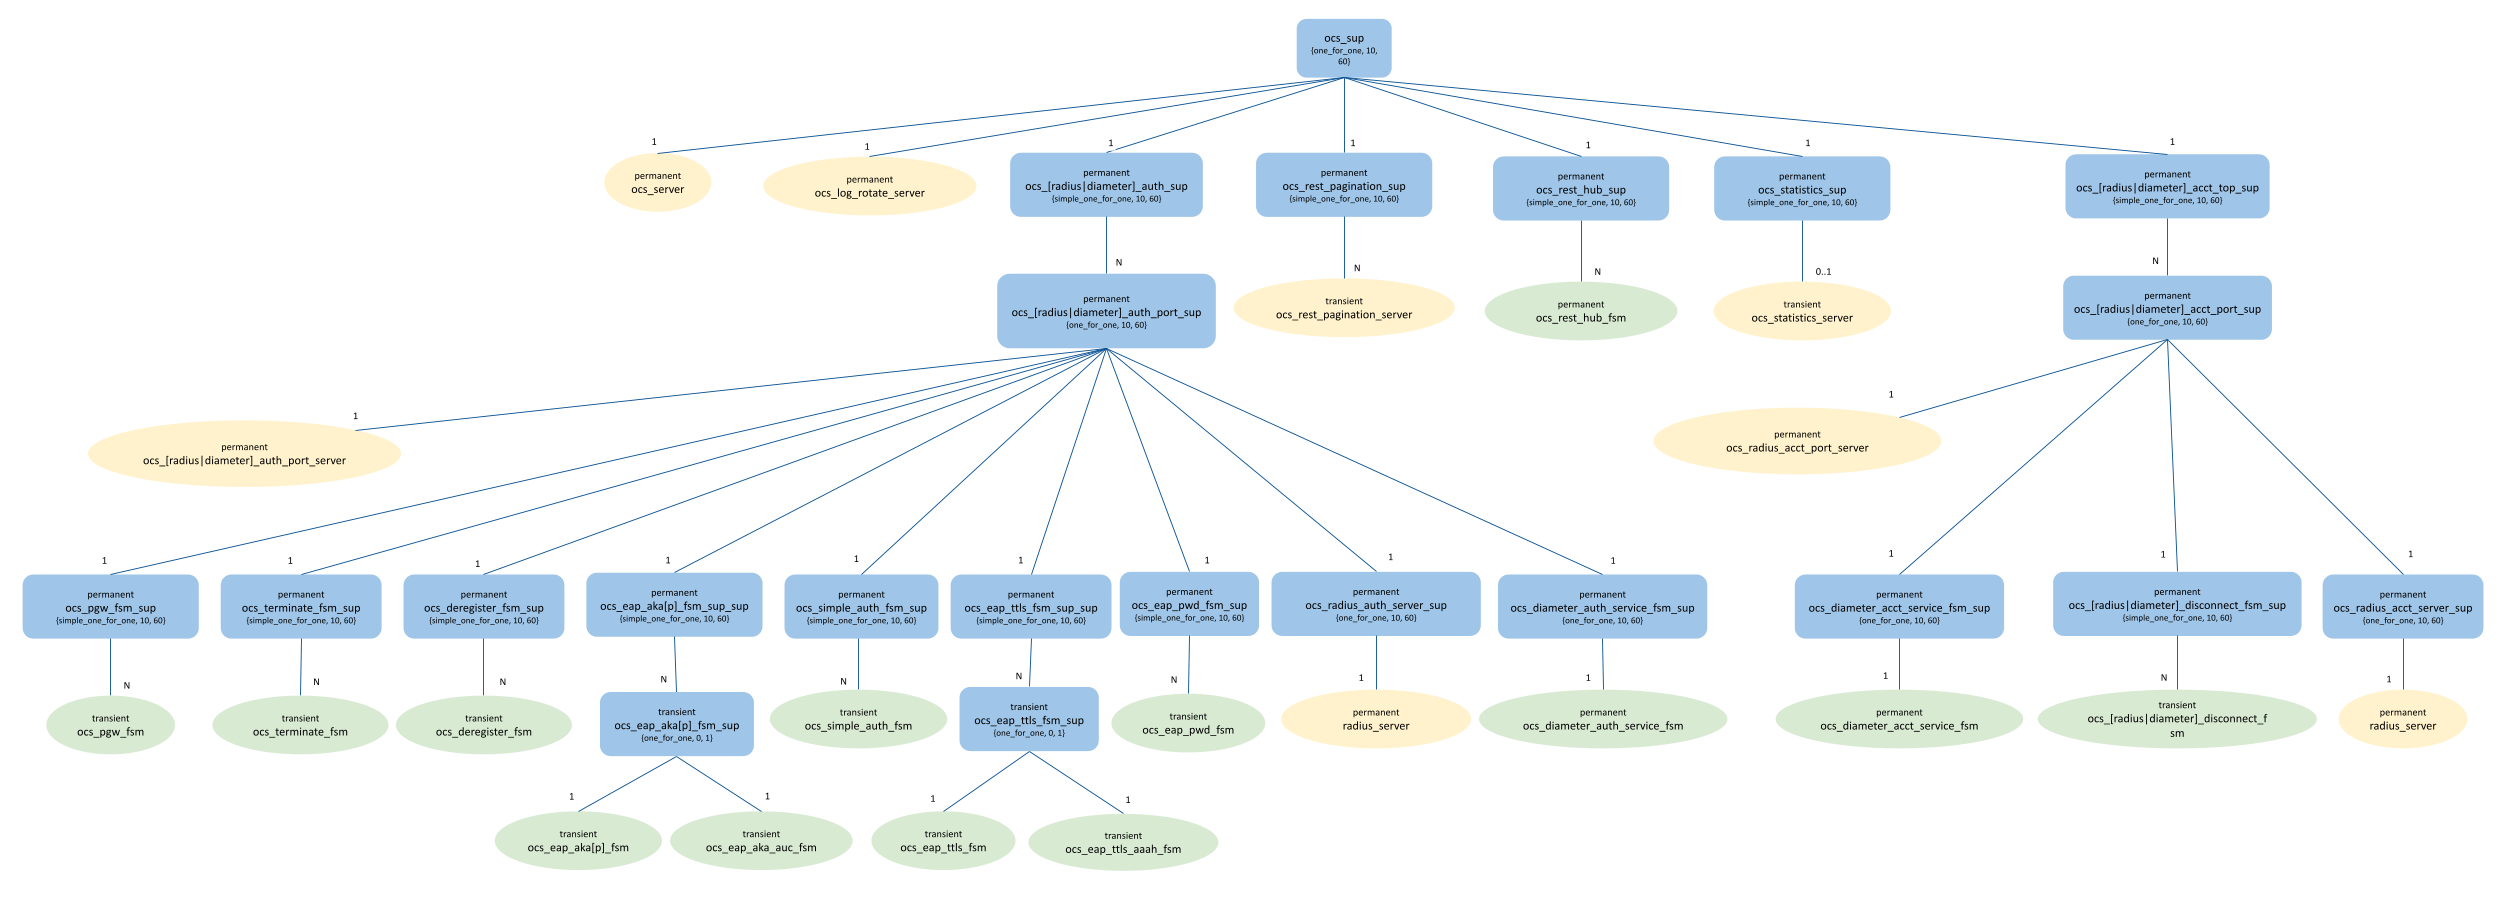 ocs_sup
{one_for_one, 10,
60}
1
1
1
1
1
1
1
permanent
ocs_server
permanent
ocs_log_rotate_server
permanent
ocs_[radius|diameter]_auth_sup
{simple_one_for_one, 10, 60}
permanent
ocs_rest_pagination_sup
{simple_one_for_one, 10, 60}
permanent
ocs_rest_hub_sup
{simple_one_for_one, 10, 60}
permanent
ocs_statistics_sup
{simple_one_for_one, 10, 60}
permanent
ocs_[radius|diameter]_acct_top_sup
{simple_one_for_one, 10, 60}
N
N
N
0..1
N
permanent
ocs_[radius|diameter]_auth_port_sup
{one_for_one, 10, 60}
transient
ocs_rest_pagination_server
permanent
ocs_rest_hub_fsm
transient
ocs_statistics_server
permanent
ocs_[radius|diameter]_acct_port_sup
{one_for_one, 10, 60}
1
1
permanent
ocs_[radius|diameter]_auth_port_server
permanent
ocs_radius_acct_port_server
1
1
1
1
1
1
1
1
1
1
1
1
permanent
ocs_pgw_fsm_sup
{simple_one_for_one, 10, 60}
permanent
ocs_terminate_fsm_sup
{simple_one_for_one, 10, 60}
permanent
ocs_deregister_fsm_sup
{simple_one_for_one, 10, 60}
permanent
ocs_eap_aka[p]_fsm_sup_sup
{simple_one_for_one, 10, 60}
permanent
ocs_simple_auth_fsm_sup
{simple_one_for_one, 10, 60}
permanent
ocs_eap_ttls_fsm_sup_sup
{simple_one_for_one, 10, 60}
permanent
ocs_eap_pwd_fsm_sup
{simple_one_for_one, 10, 60}
permanent
ocs_radius_auth_server_sup
{one_for_one, 10, 60}
permanent
ocs_diameter_auth_service_fsm_sup
{one_for_one, 10, 60}
permanent
ocs_diameter_acct_service_fsm_sup
{one_for_one, 10, 60}
permanent
ocs_[radius|diameter]_disconnect_fsm_sup
{simple_one_for_one, 10, 60}
permanent
ocs_radius_acct_server_sup
{one_for_one, 10, 60}
N
N
N
N
N
N
N
1
1
1
N
1
transient
ocs_pgw_fsm
transient
ocs_terminate_fsm
transient
ocs_deregister_fsm
transient
ocs_eap_aka[p]_fsm_sup
{one_for_one, 0, 1}
transient
ocs_simple_auth_fsm
transient
ocs_eap_ttls_fsm_sup
{one_for_one, 0, 1}
transient
ocs_eap_pwd_fsm
permanent
radius_server
permanent
ocs_diameter_auth_service_fsm
permanent
ocs_diameter_acct_service_fsm
transient
ocs_[radius|diameter]_disconnect_f
sm
permanent
radius_server
1
1
1
1
transient
ocs_eap_aka[p]_fsm
transient
ocs_eap_aka_auc_fsm
transient
ocs_eap_ttls_fsm
transient
ocs_eap_ttls_aaah_fsm